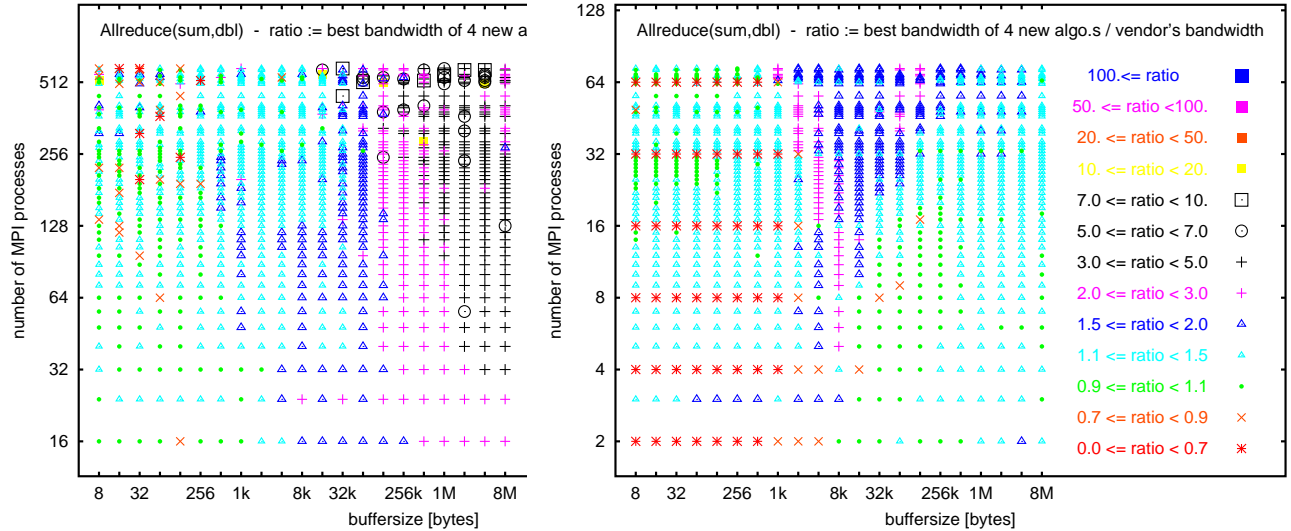 Allreduce(sum,dbl) - ratio := best bandwidth of 4 new a
number of MPI processes
512
256
128
64
32
16
8 32 256 1k 8k 32k 256k 1M 8M
buffersize [bytes]
Allreduce(sum,dbl) - ratio := best bandwidth of 4 new algo.s / vendor's bandwidth
number of MPI processes
128
64
32
16
8
4
2
8 32 256 1k 8k 32k 256k 1M 8M
buffersize [bytes]
100.<= ratio
50. <= ratio <100.
20. <= ratio < 50.
10. <= ratio < 20.
7.0 <= ratio < 10.
5.0 <= ratio < 7.0
3.0 <= ratio < 5.0
2.0 <= ratio < 3.0
1.5 <= ratio < 2.0
1.1 <= ratio < 1.5
0.9 <= ratio < 1.1
0.7 <= ratio < 0.9
0.0 <= ratio < 0.7